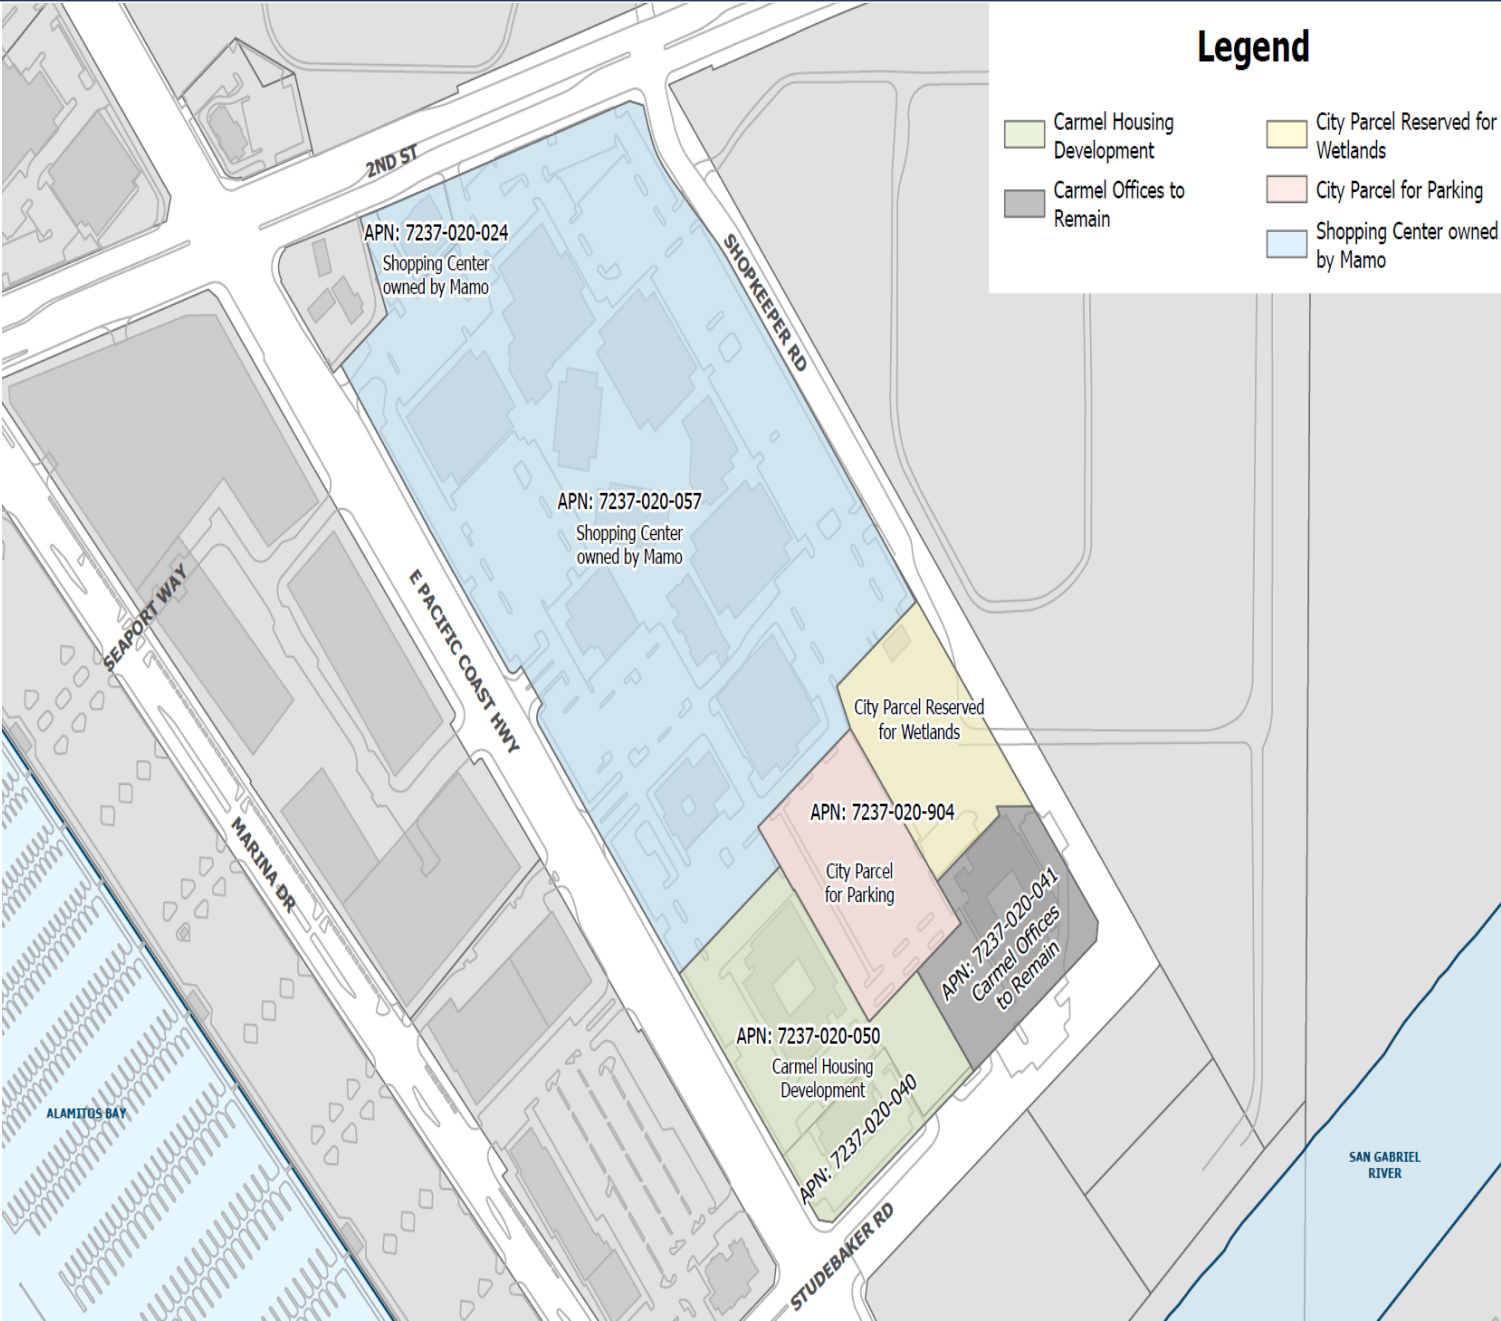 Legend
Carmel Housing
Development
Carmel Offices to
Remain
City Parcel Reserved for
Wetlands
City Parcel for Parking
Shopping Center owned
by Mamo
2ND ST
APN: 7237-020-024
Shopping Center
owned by Mamo
SHOPKEEPER RD
APN: 7237-020-057
Shopping Center
owned by Mamo
SEAPORT WAY
E PACIFIC COAST HWY
City Parcel Reserved
for Wetlands
APN: 7237-020-904
City Parcel
for Parking
MARINA DR
APN: 7237-020-041
Carmel Offices
to Remain
APN: 7237-020-050
Carmel Housing
Development
APN: 7237-020-040
ALAMITOS BAY
SAN GABRIEL
RIVER
STUDEBAKER RD